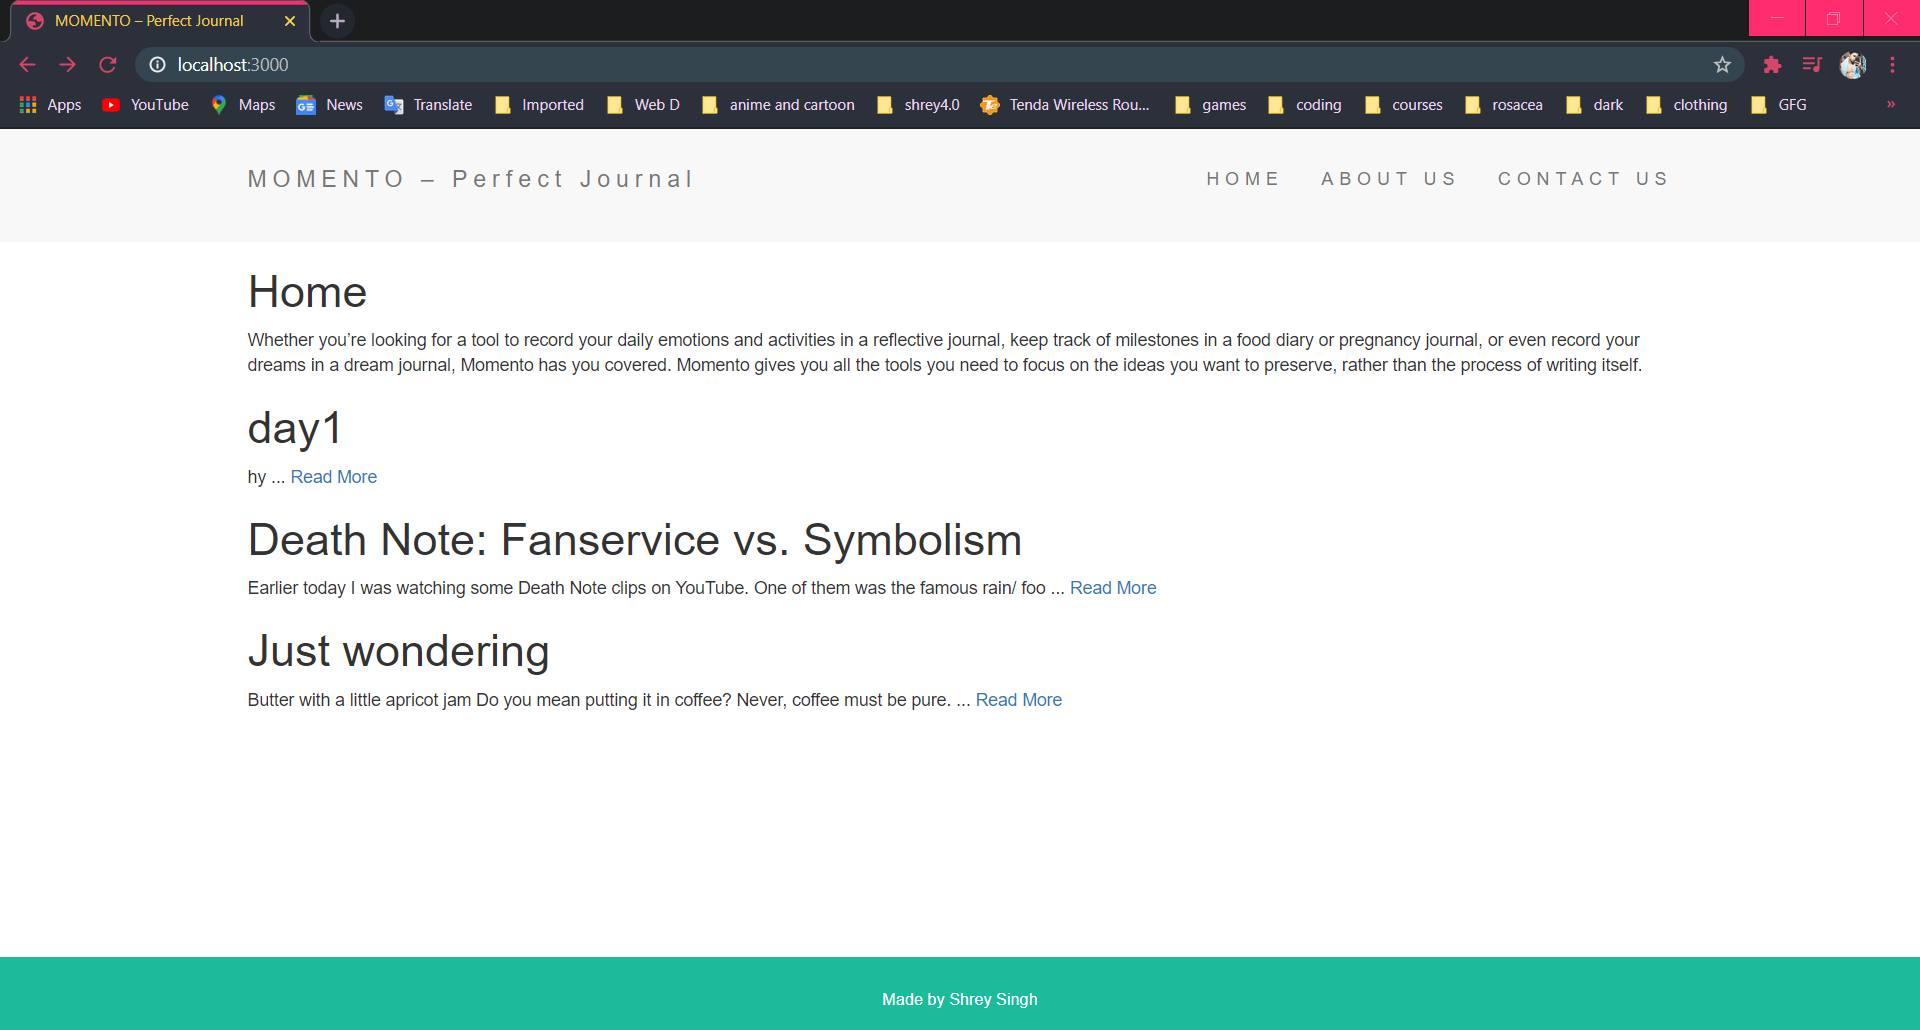 MOMENTO – Perfect Journal
localhost:3000
Apps YouTube Maps News Translate Imported Web D anime and cartoon shrey4.0 Tenda Wireless Rou... games coding courses rosacea dark clothing GFG »
MOMENTO – Perfect Journal HOME ABOUT US CONTACT US
Home
Whether you’re looking for a tool to record your daily emotions and activities in a reflective journal, keep track of milestones in a food diary or pregnancy journal, or even record your
dreams in a dream journal, Momento has you covered. Momento gives you all the tools you need to focus on the ideas you want to preserve, rather than the process of writing itself.
day1
hy ... Read More
Death Note: Fanservice vs. Symbolism
Earlier today I was watching some Death Note clips on YouTube. One of them was the famous rain/ foo ... Read More
Just wondering
Butter with a little apricot jam Do you mean putting it in coffee? Never, coffee must be pure. ... Read More
Made by Shrey Singh